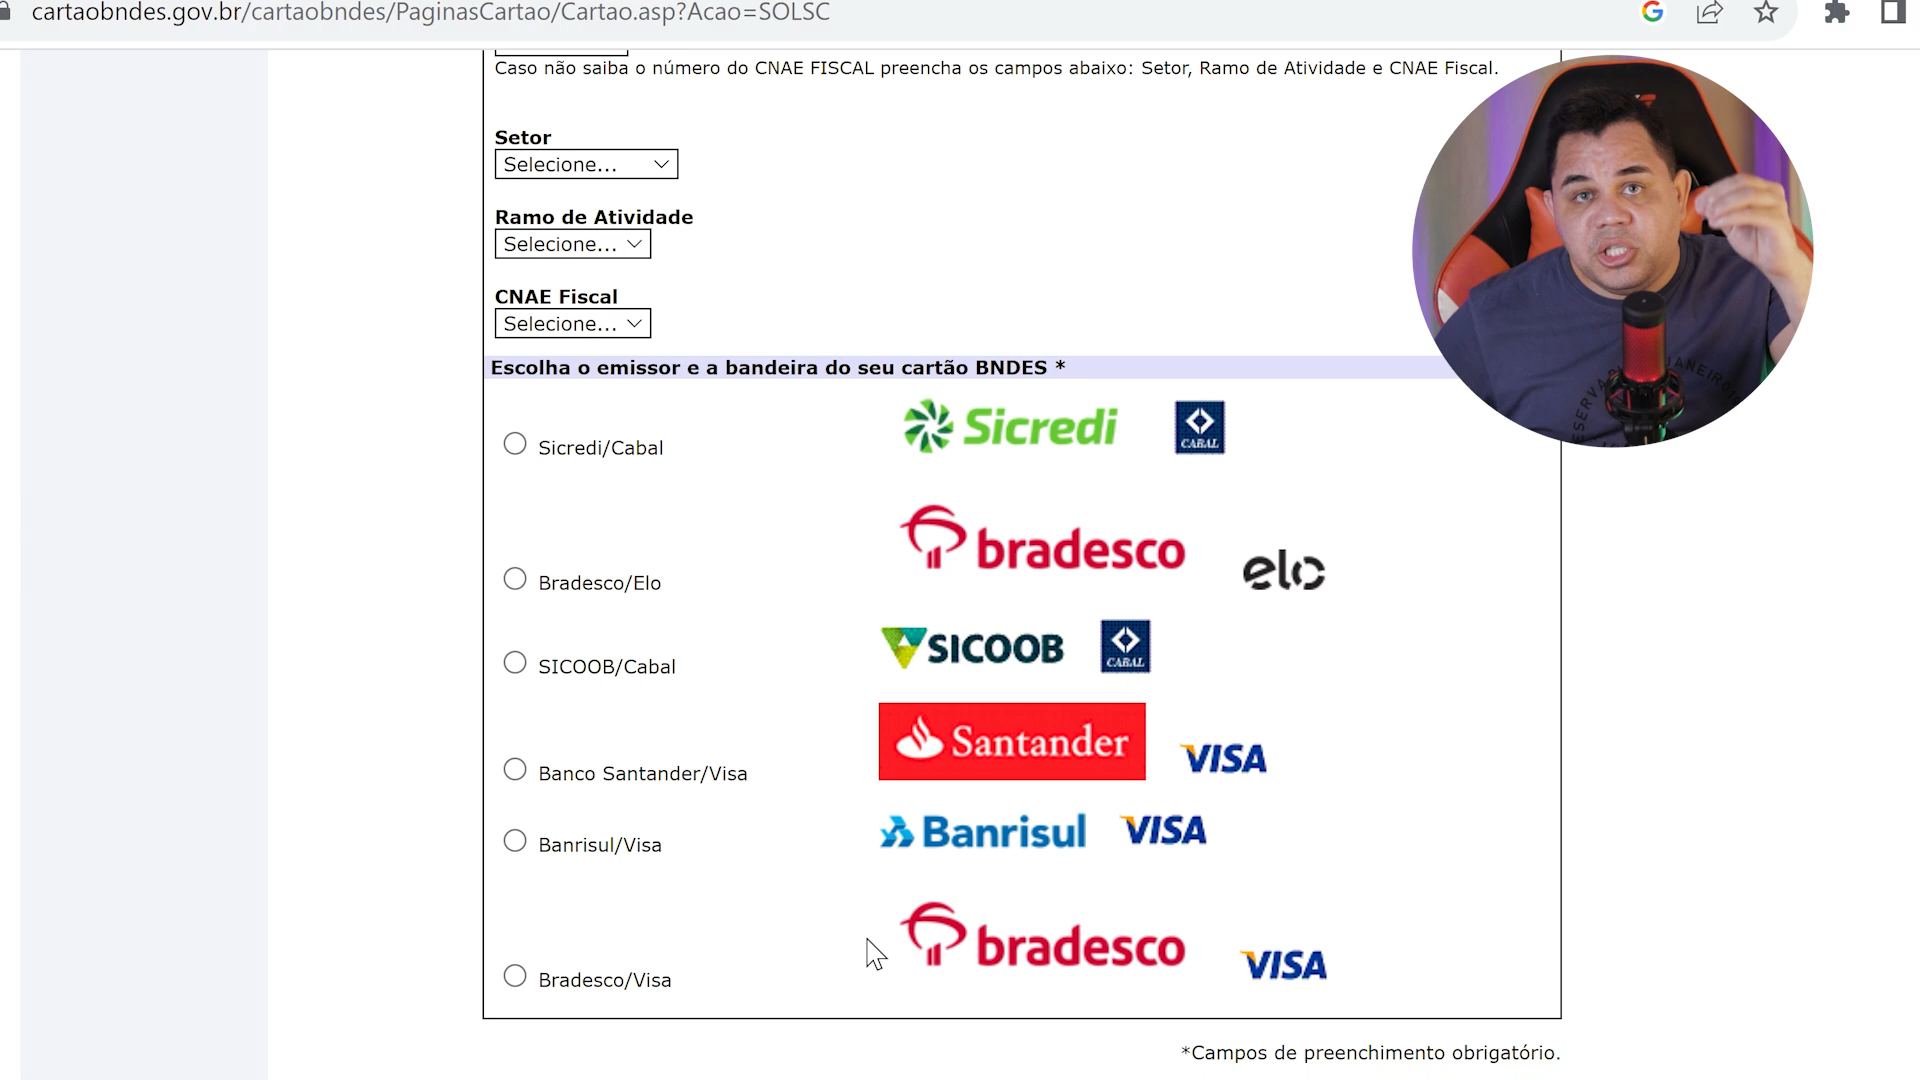 cartaobndes.gov.br/cartaobndes/PaginasCartao/Cartao.asp?Acao=SOLSC
Caso não saiba o número do CNAE FISCAL preencha os campos abaixo: Setor, Ramo de Atividade e CNAE Fiscal.
Setor
Selecione...
Ramo de Atividade
Selecione...
CNAE Fiscal
Selecione...
Escolha o emissor e a bandeira do seu cartão BNDES *
Sicredi/Cabal Sicredi CABAL
Bradesco/Elo bradesco elo
SICOOB/Cabal SICOOB CABAL
Banco Santander/Visa Santander VISA
Banrisul/Visa Banrisul VISA
Bradesco/Visa bradesco VISA
*Campos de preenchimento obrigatório.